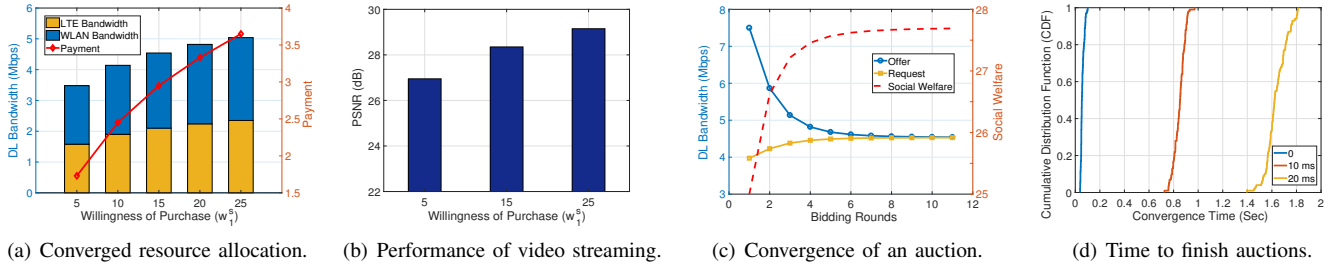 LTE Bandwidth
WLAN Bandwidth
Payment
DL Bandwidth (Mbps)
6
5
4
3
2
1
0
5 10 15 20 25
Willingness of Purchase (w₁ˢ)
4
3.5
3
2.5
2
1.5
Payment
(a) Converged resource allocation.
PSNR (dB)
30
28
26
24
22
5 15 25
Willingness of Purchase (w₁ˢ)
(b) Performance of video streaming.
DL Bandwidth (Mbps)
8
7
6
5
4
3
0 2 4 6 8 10 12
Bidding Rounds
Offer
Request
Social Welfare
28
27
26
25
Social Welfare
(c) Convergence of an auction.
Cumulative Distribution Function (CDF)
1
0.8
0.6
0.4
0.2
0
0 0.2 0.4 0.6 0.8 1 1.2 1.4 1.6 1.8 2
Convergence Time (Sec)
0
10 ms
20 ms
(d) Time to finish auctions.